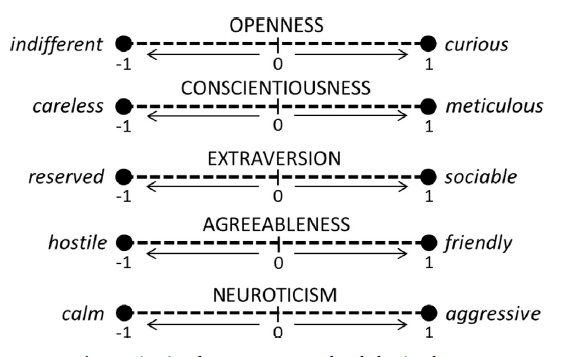 OPENNESS
indifferent curious
-1 0 1
CONSCIENTIOUSNESS
careless meticulous
-1 0 1
EXTRAVERSION
reserved sociable
-1 0 1
AGREEABLENESS
hostile friendly
-1 0 1
NEUROTICISM
calm aggressive
-1 0 1